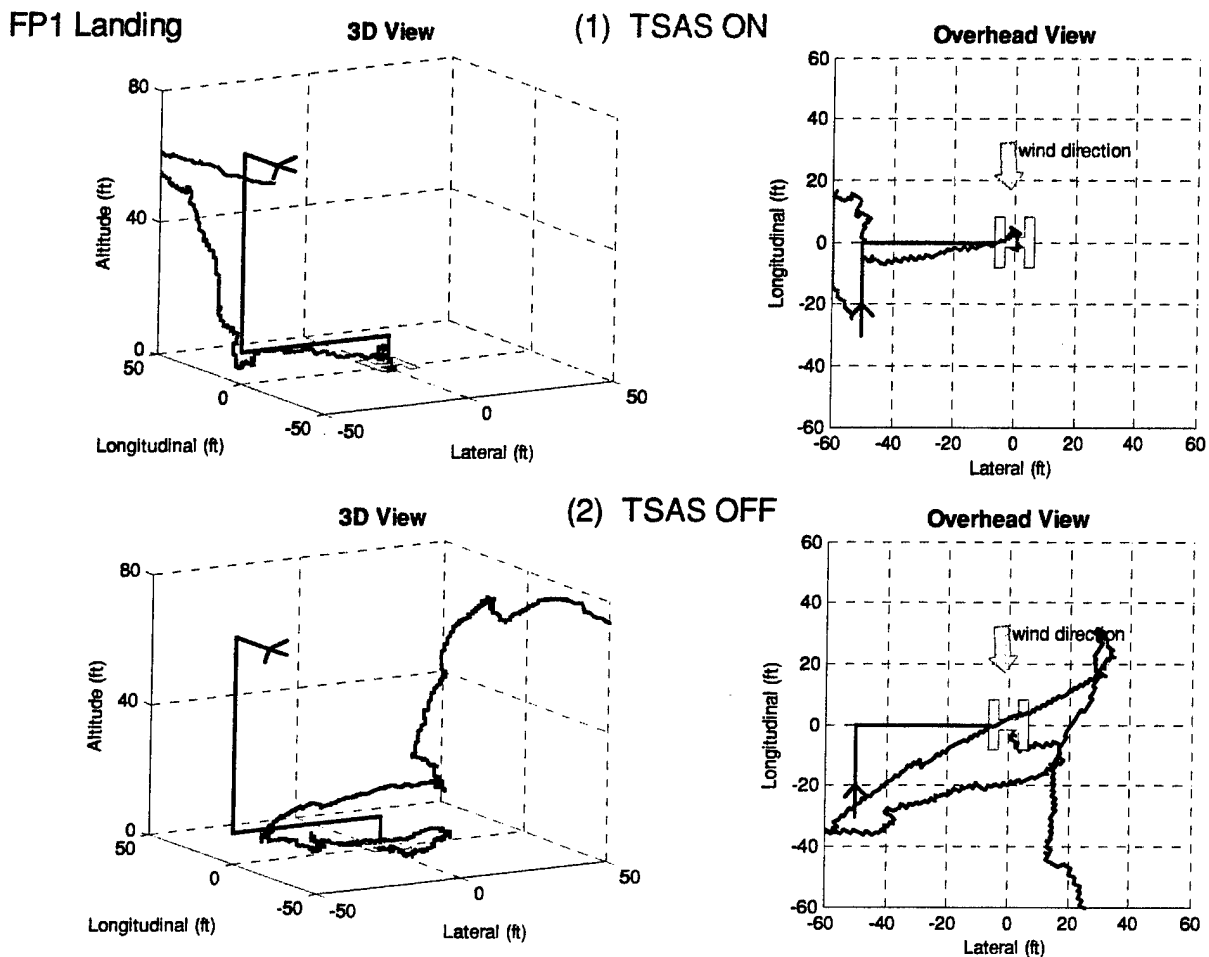 FP1 Landing
(1) TSAS ON
3D View
80
40
0
50
0
-50
-50
0
50
Altitude (ft)
Longitudinal (ft)
Lateral (ft)
Overhead View
60
40
20
0
-20
-40
-60
-60
-40
-20
0
20
40
60
wind direction
Longitudinal (ft)
Lateral (ft)
H
(2) TSAS OFF
3D View
80
40
0
50
0
-50
-50
0
50
Altitude (ft)
Longitudinal (ft)
Lateral (ft)
Overhead View
60
40
20
0
-20
-40
-60
-60
-40
-20
0
20
40
60
wind direction
Longitudinal (ft)
Lateral (ft)
H